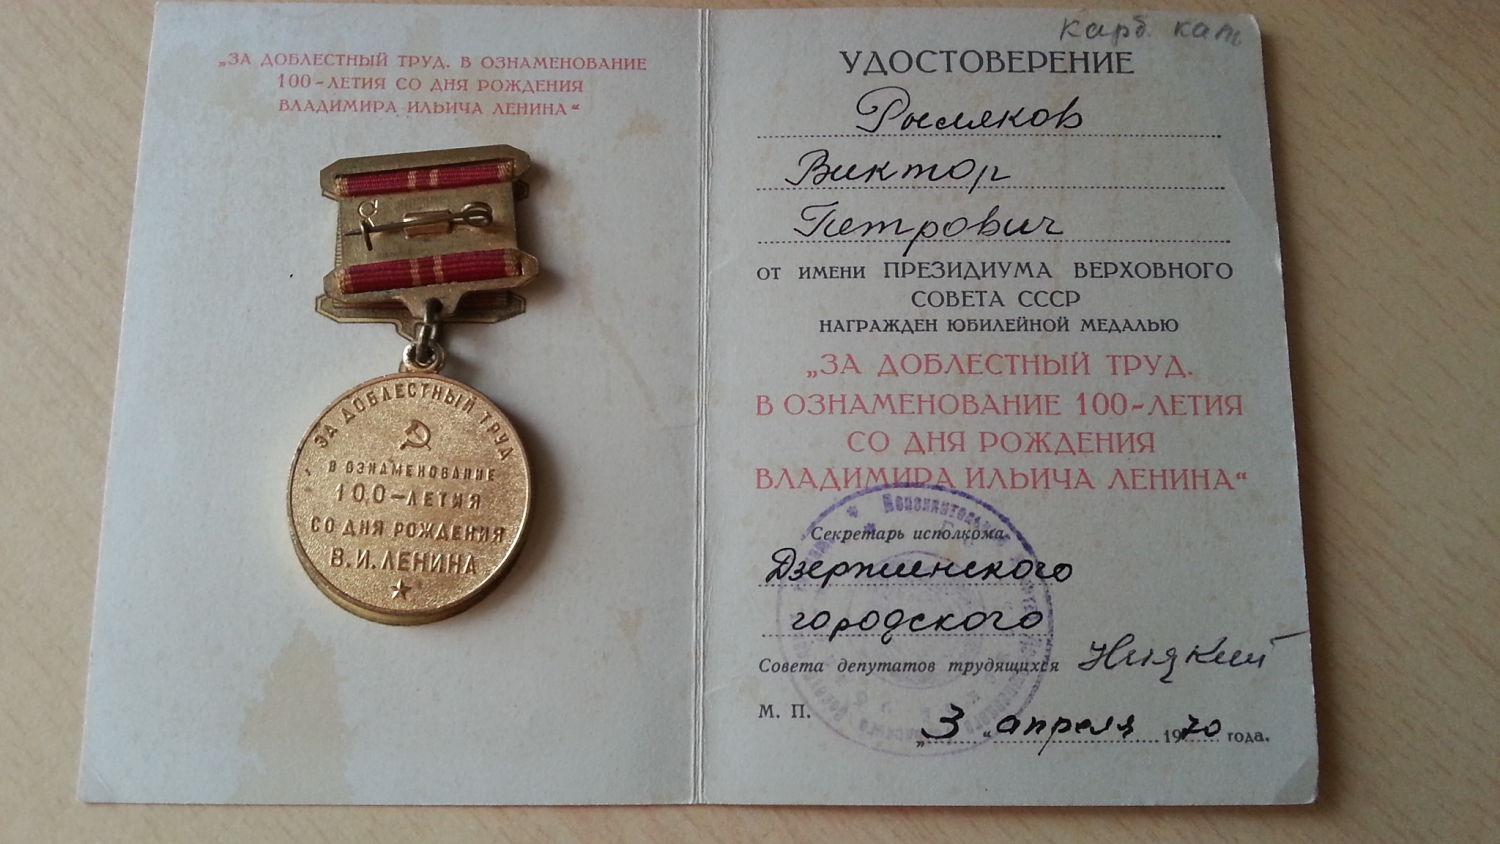 „ЗА ДОБЛЕСТНЫЙ ТРУД. В ОЗНАМЕНОВАНИЕ
100-ЛЕТИЯ СО ДНЯ РОЖДЕНИЯ
ВЛАДИМИРА ИЛЬИЧА ЛЕНИНА“
ЗА ДОБЛЕСТНЫЙ ТРУД
В ОЗНАМЕНОВАНИЕ
100-ЛЕТИЯ
СО ДНЯ РОЖДЕНИЯ
В.И.ЛЕНИНА
Карб. кат
УДОСТОВЕРЕНИЕ
Виктор
Петрович
ОТ ИМЕНИ ПРЕЗИДИУМА ВЕРХОВНОГО
СОВЕТА СССР
НАГРАЖДЕН ЮБИЛЕЙНОЙ МЕДАЛЬЮ
„ЗА ДОБЛЕСТНЫЙ ТРУД.
В ОЗНАМЕНОВАНИЕ 100-ЛЕТИЯ
СО ДНЯ РОЖДЕНИЯ
ВЛАДИМИРА ИЛЬИЧА ЛЕНИНА“
Секретарь исполкома
Дзержинского
городского
Совета депутатов трудящихся
М. П.
„3“ апреля 1970 года.